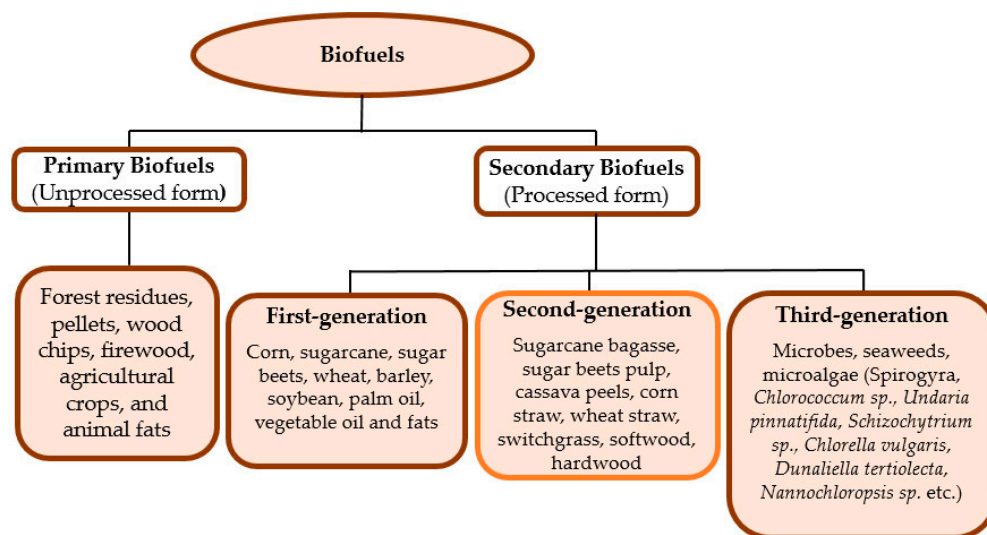 Biofuels
Primary Biofuels
(Unprocessed form)
Secondary Biofuels
(Processed form)
Forest residues,
pellets, wood
chips, firewood,
agricultural
crops, and
animal fats
First-generation
Corn, sugarcane, sugar
beets, wheat, barley,
soybean, palm oil,
vegetable oil and fats
Second-generation
Sugarcane bagasse,
sugar beets pulp,
cassava peels, corn
straw, wheat straw,
switchgrass, softwood,
hardwood
Third-generation
Microbes, seaweeds,
microalgae (Spirogyra,
Chlorococcum sp., Undaria
pinnatifida, Schizochytrium
sp., Chlorella vulgaris,
Dunaliella tertiolecta,
Nannochloropsis sp. etc.)